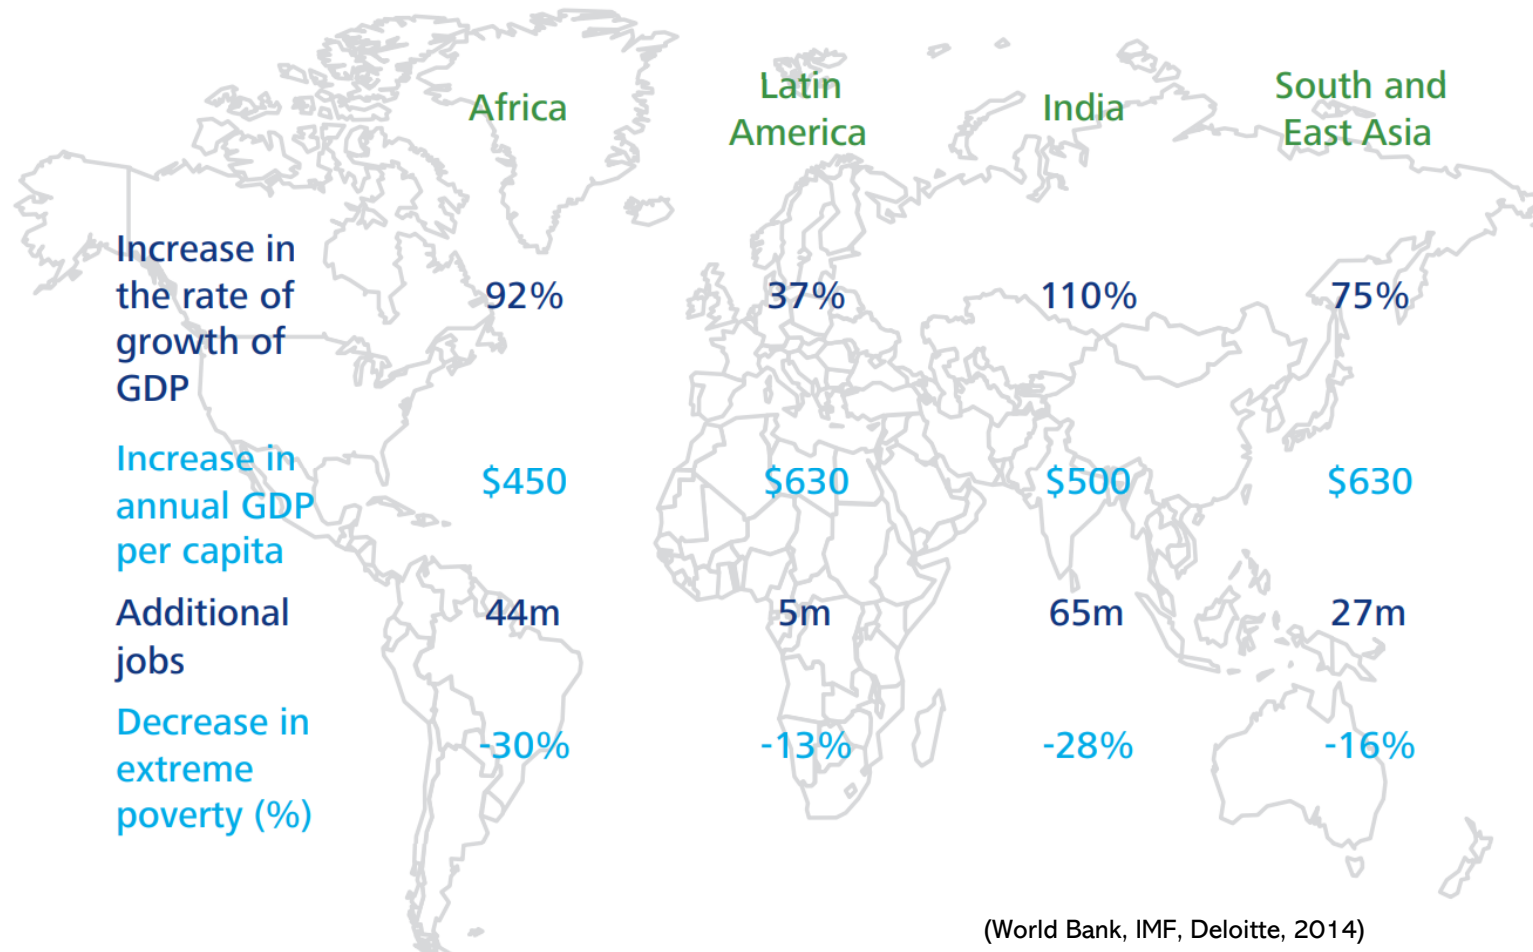 Africa
Latin
America
India
South and
East Asia
Increase in
the rate of
growth of
GDP
92%
37%
110%
75%
Increase in
annual GDP
per capita
$450
$630
$500
$630
Additional
jobs
44m
5m
65m
27m
Decrease in
extreme
poverty (%)
-30%
-13%
-28%
-16%
(World Bank, IMF, Deloitte, 2014)